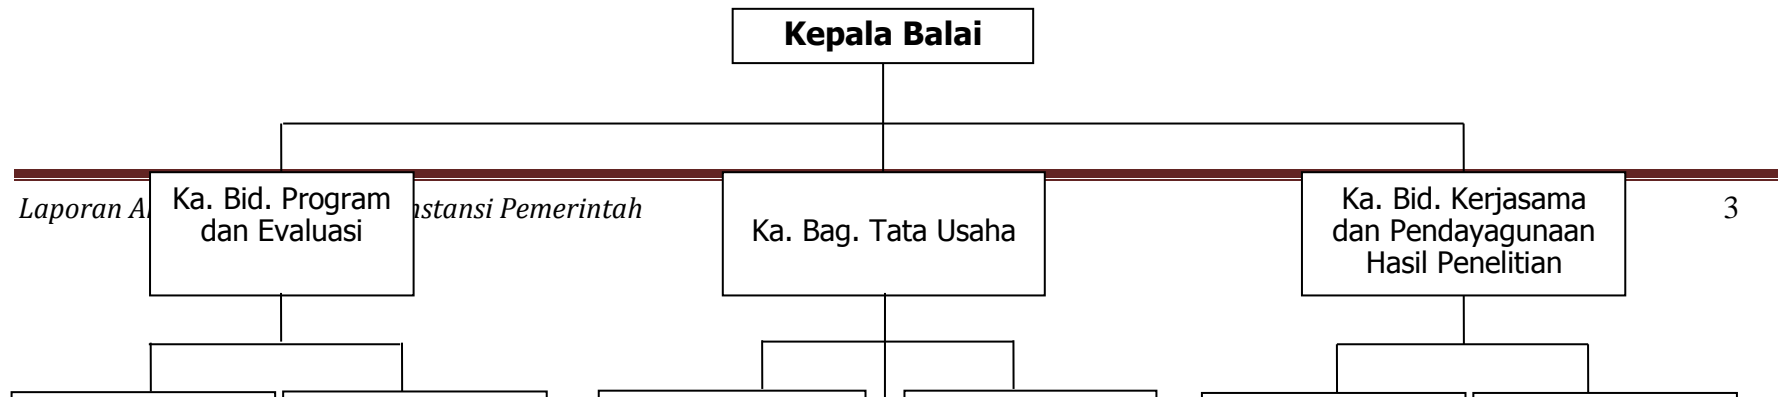 Kepala Balai
Ka. Bid. Program
dan Evaluasi
Ka. Bag. Tata Usaha
Ka. Bid. Kerjasama
dan Pendayagunaan
Hasil Penelitian
Laporan
Pemerintah
3